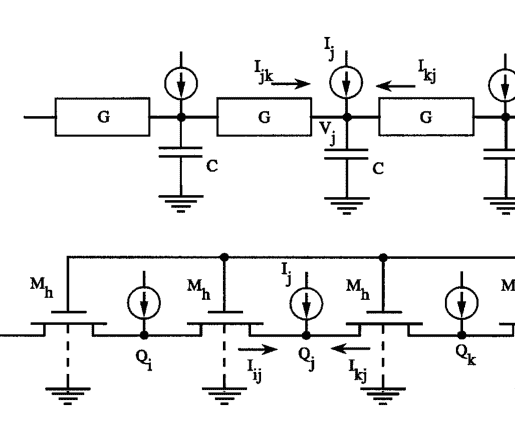 I_j
I_jk
I_kj
G
G
G
V_j
C
C
M_h
M_h
I_j
M_h
M
Q_i
Q_j
Q_k
I_ij
I_kj